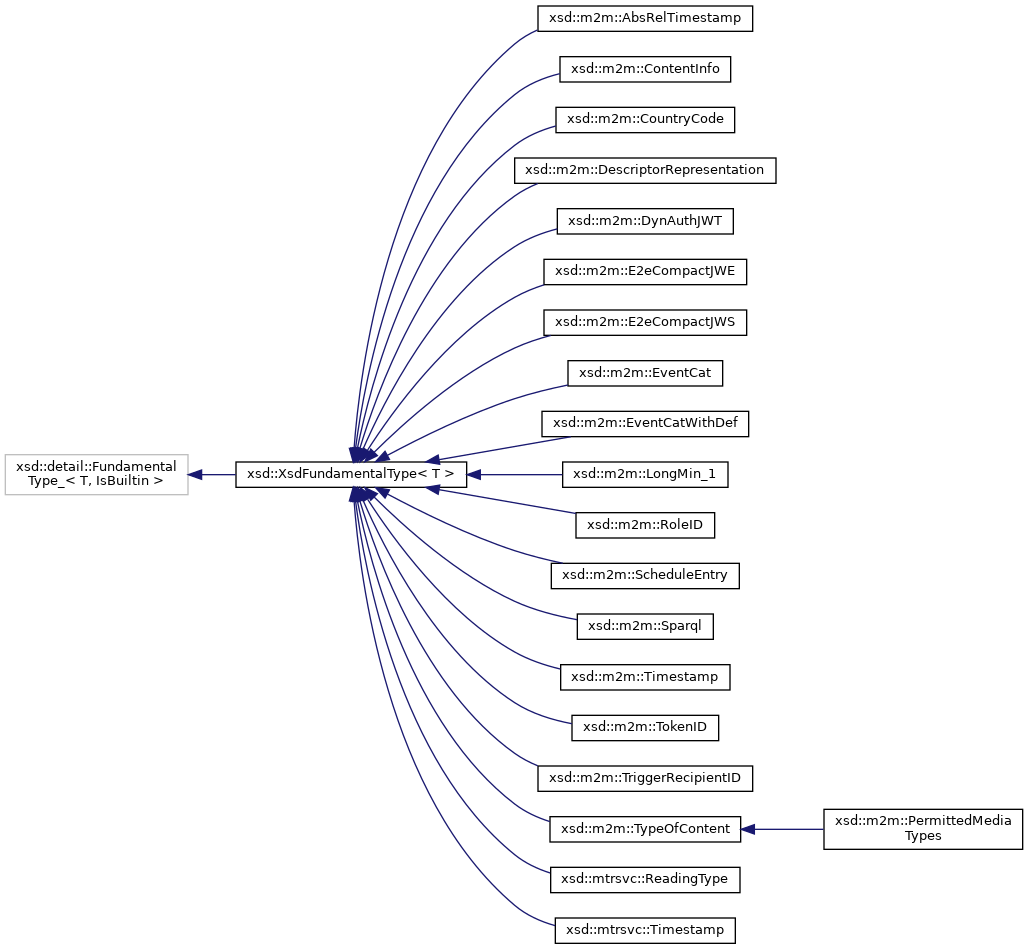 xsd::m2m::AbsRelTimestamp
xsd::m2m::ContentInfo
xsd::m2m::CountryCode
xsd::m2m::DescriptorRepresentation
xsd::m2m::DynAuthJWT
xsd::m2m::E2eCompactJWE
xsd::m2m::E2eCompactJWS
xsd::m2m::EventCat
xsd::m2m::EventCatWithDef
xsd::detail::Fundamental
Type_< T, IsBuiltin >
xsd::XsdFundamentalType< T >
xsd::m2m::LongMin_1
xsd::m2m::RoleID
xsd::m2m::ScheduleEntry
xsd::m2m::Sparql
xsd::m2m::Timestamp
xsd::m2m::TokenID
xsd::m2m::TriggerRecipientID
xsd::m2m::TypeOfContent
xsd::m2m::PermittedMedia
Types
xsd::mtrsvc::ReadingType
xsd::mtrsvc::Timestamp